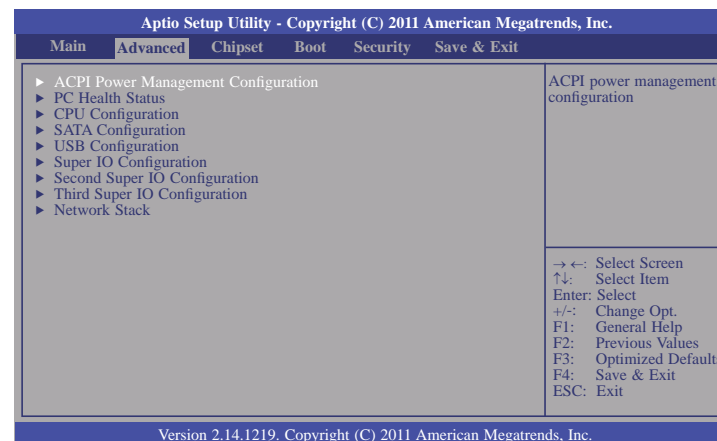 Aptio Setup Utility - Copyright (C) 2011 American Megatrends, Inc.
Main Advanced Chipset Boot Security Save & Exit
► ACPI Power Management Configuration
► PC Health Status
► CPU Configuration
► SATA Configuration
► USB Configuration
► Super IO Configuration
► Second Super IO Configuration
► Third Super IO Configuration
► Network Stack
ACPI power management
configuration
→←: Select Screen
↑↓: Select Item
Enter: Select
+/-: Change Opt.
F1: General Help
F2: Previous Values
F3: Optimized Default
F4: Save & Exit
ESC: Exit
Version 2.14.1219. Copyright (C) 2011 American Megatrends, Inc.